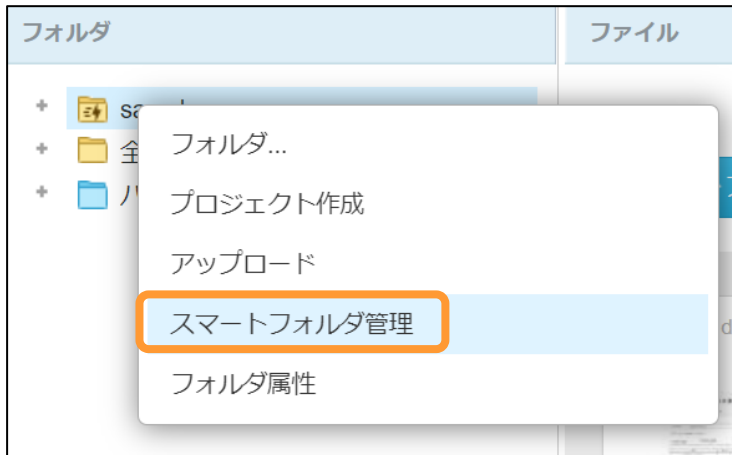 フォルダ
ファイル
フォルダ...
プロジェクト作成
アップロード
スマートフォルダ管理
フォルダ属性